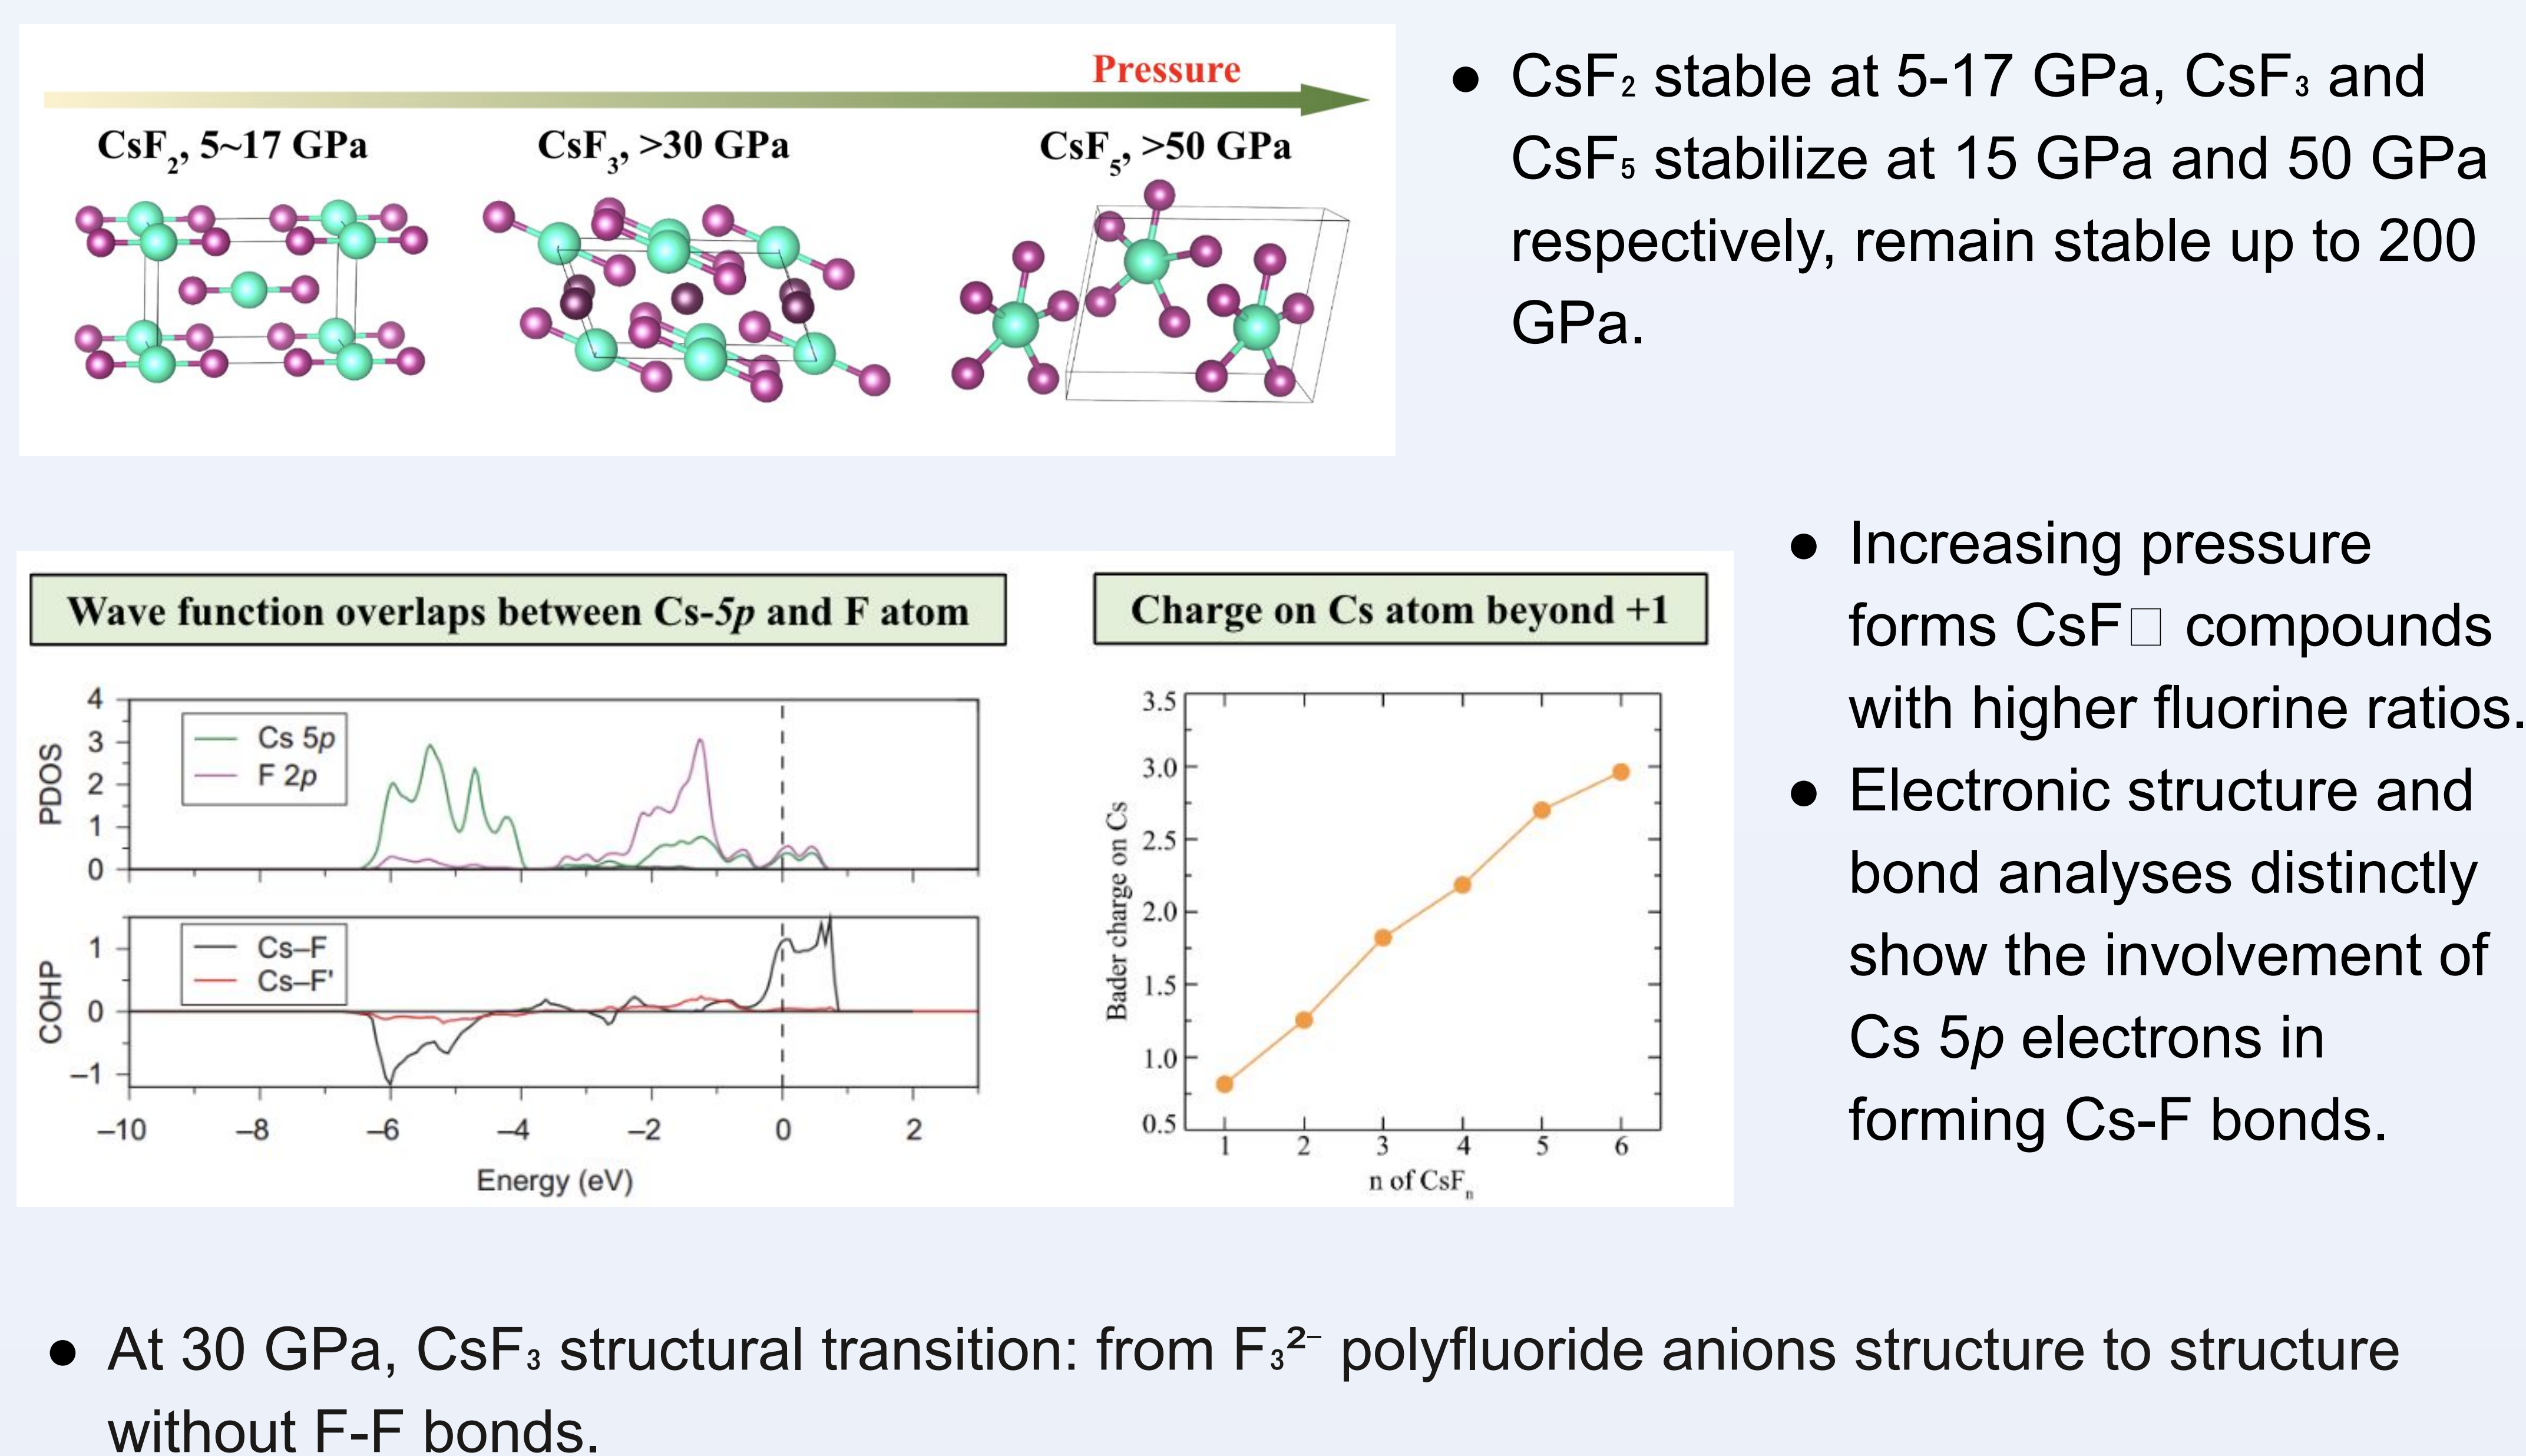 Pressure
CsF₂, 5~17 GPa
CsF₃, >30 GPa
CsF₅, >50 GPa
● CsF₂ stable at 5-17 GPa, CsF₃ and
CsF₅ stabilize at 15 GPa and 50 GPa
respectively, remain stable up to 200
GPa.
Wave function overlaps between Cs-5p and F atom
4
3
2
1
0
PDOS
Cs 5p
F 2p
1
0
–1
COHP
Cs–F
Cs–F'
–10 –8 –6 –4 –2 0 2
Energy (eV)
Charge on Cs atom beyond +1
3.5
3.0
2.5
2.0
1.5
1.0
0.5
Bader charge on Cs
1 2 3 4 5 6
n of CsFₙ
● Increasing pressure
forms CsF□ compounds
with higher fluorine ratios.
● Electronic structure and
bond analyses distinctly
show the involvement of
Cs 5p electrons in
forming Cs-F bonds.
● At 30 GPa, CsF₃ structural transition: from F₃²⁻ polyfluoride anions structure to structure
without F-F bonds.